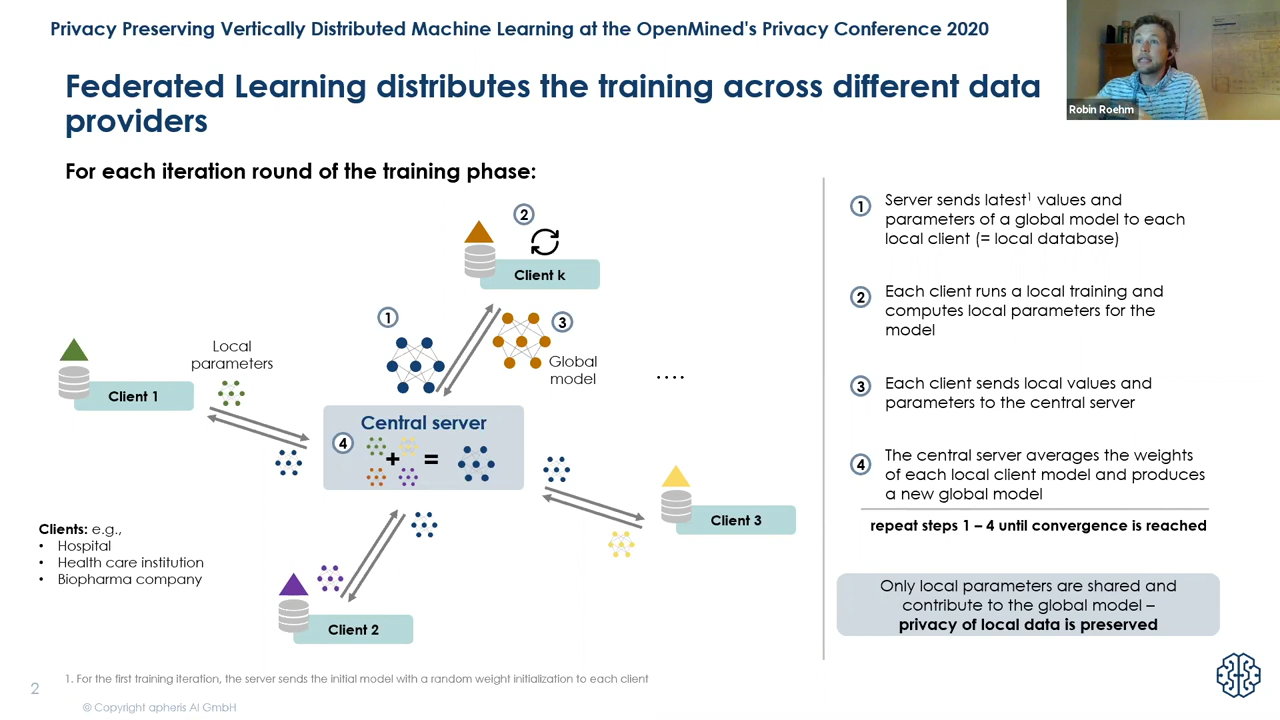 Privacy Preserving Vertically Distributed Machine Learning at the OpenMined's Privacy Conference 2020
Robin Roehm
Federated Learning distributes the training across different data
providers
For each iteration round of the training phase:
2
Client k
1
3
Global
model
Local
parameters
Client 1
....
Central server
4
+ =
Client 3
Clients: e.g.,
• Hospital
• Health care institution
• Biopharma company
Client 2
1 Server sends latest¹ values and
parameters of a global model to each
local client (= local database)
2 Each client runs a local training and
computes local parameters for the
model
3 Each client sends local values and
parameters to the central server
4 The central server averages the weights
of each local client model and produces
a new global model
repeat steps 1 – 4 until convergence is reached
Only local parameters are shared and
contribute to the global model –
privacy of local data is preserved
1. For the first training iteration, the server sends the initial model with a random weight initialization to each client
2
© Copyright apheris AI GmbH